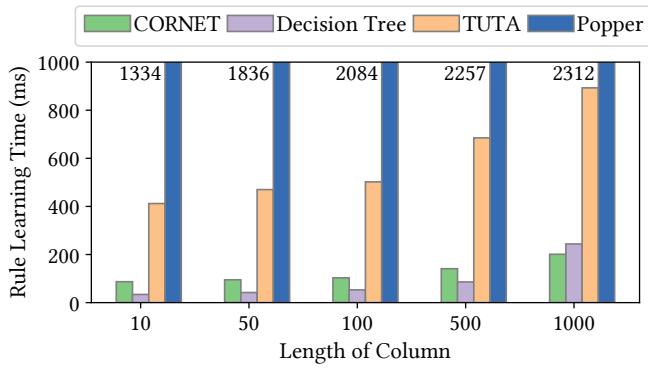 CORNET Decision Tree TUTA Popper
1000 1334 1836 2084 2257 2312
800
600
400
200
0
Rule Learning Time (ms)
10 50 100 500 1000
Length of Column